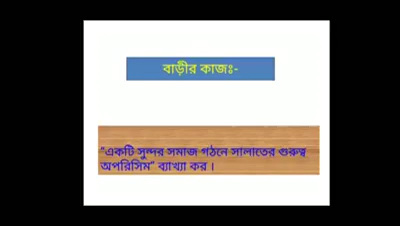 বাড়ীর কাজঃ-
"একটি সুন্দর সমাজ গঠনে সালাতের গুরুত্ব
অপরিসিম" ব্যাখ্যা কর ।